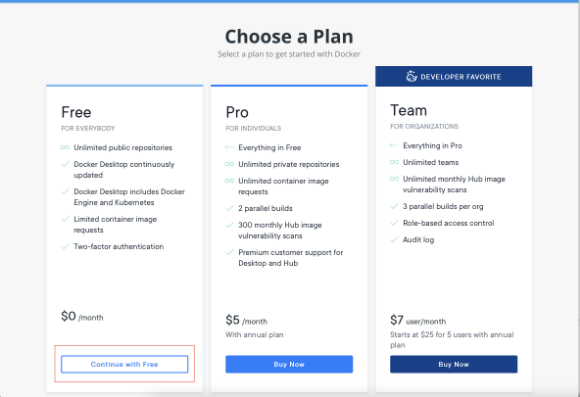 Choose a Plan
Select a plan to get started with Docker
DEVELOPER FAVORITE
Free
FOR EVERYBODY
Unlimited public repositories
Docker Desktop continuously
updated
Docker Desktop includes Docker
Engine and Kubernetes
Limited container image
requests
Two-factor authentication
$0 /month
Continue with Free
Pro
FOR INDIVIDUALS
Everything in Free
Unlimited private repositories
Unlimited container image
requests
2 parallel builds
300 monthly Hub image
vulnerability scans
Premium customer support for
Desktop and Hub
$5 /month
With annual plan
Buy Now
Team
FOR ORGANIZATIONS
Everything in Pro
Unlimited teams
Unlimited monthly Hub image
vulnerability scans
3 parallel builds per org
Role-based access control
Audit log
$7 user/month
Starts at $25 for 5 users with annual
plan
Buy Now